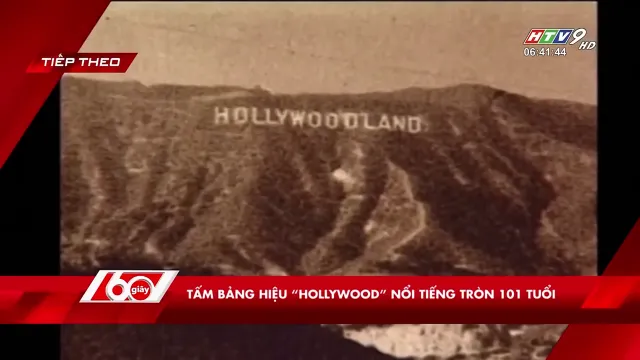 TIẾP THEO
HTV9 HD
06:41:44
HOLLYWOODLAND
60 giây
TẤM BẢNG HIỆU “HOLLYWOOD” NỔI TIẾNG TRÒN 101 TUỔI